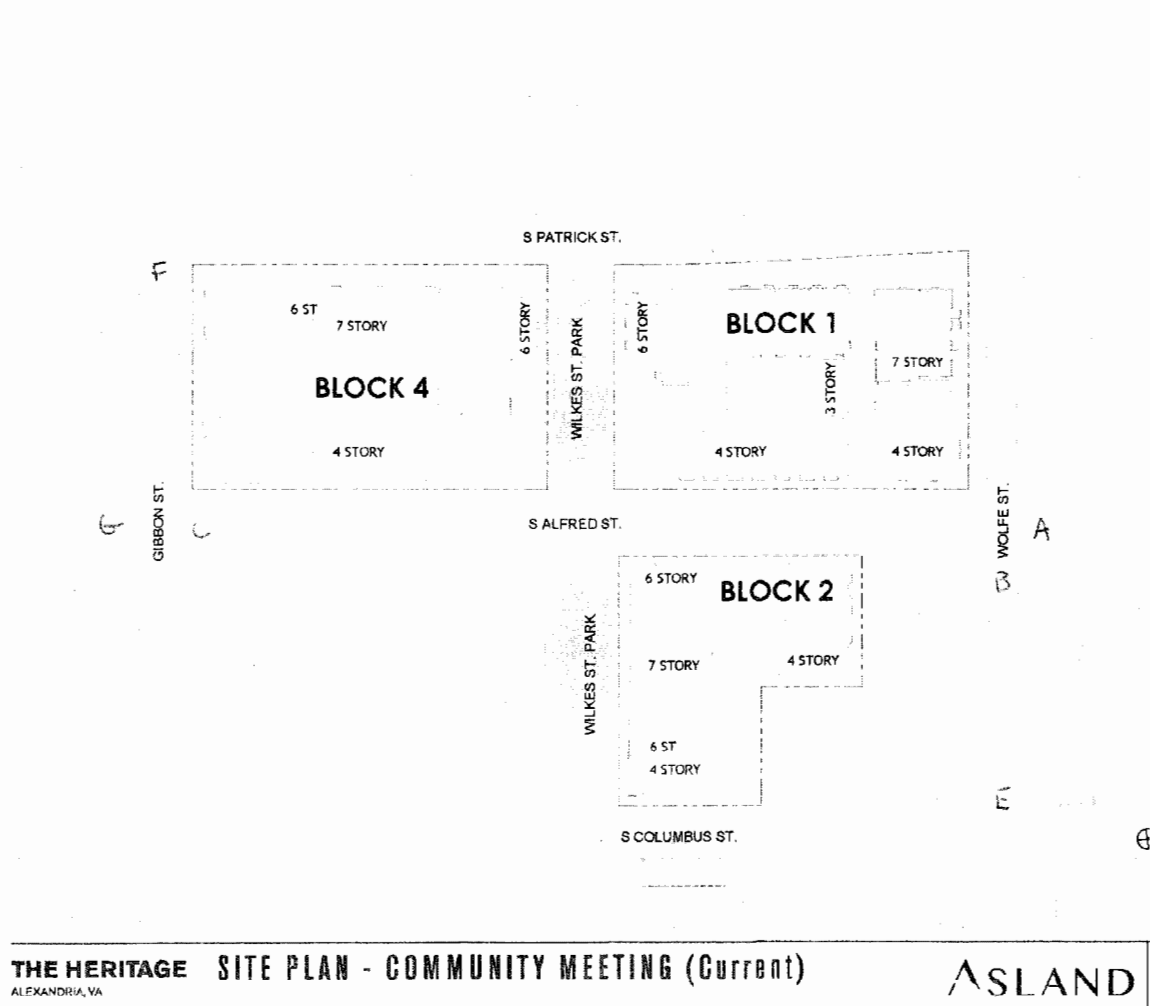 S PATRICK ST.
F
6 ST
7 STORY
6 STORY
BLOCK 4
4 STORY
WILKES ST. PARK
6 STORY
BLOCK 1
7 STORY
3 STORY
4 STORY
4 STORY
G
GIBBON ST.
C
S ALFRED ST.
WOLFE ST.
A
B
6 STORY
BLOCK 2
WILKES ST. PARK
7 STORY
4 STORY
6 ST
4 STORY
E
S COLUMBUS ST.
THE HERITAGE SITE PLAN - COMMUNITY MEETING (Current)
ALEXANDRIA, VA
ASLAND